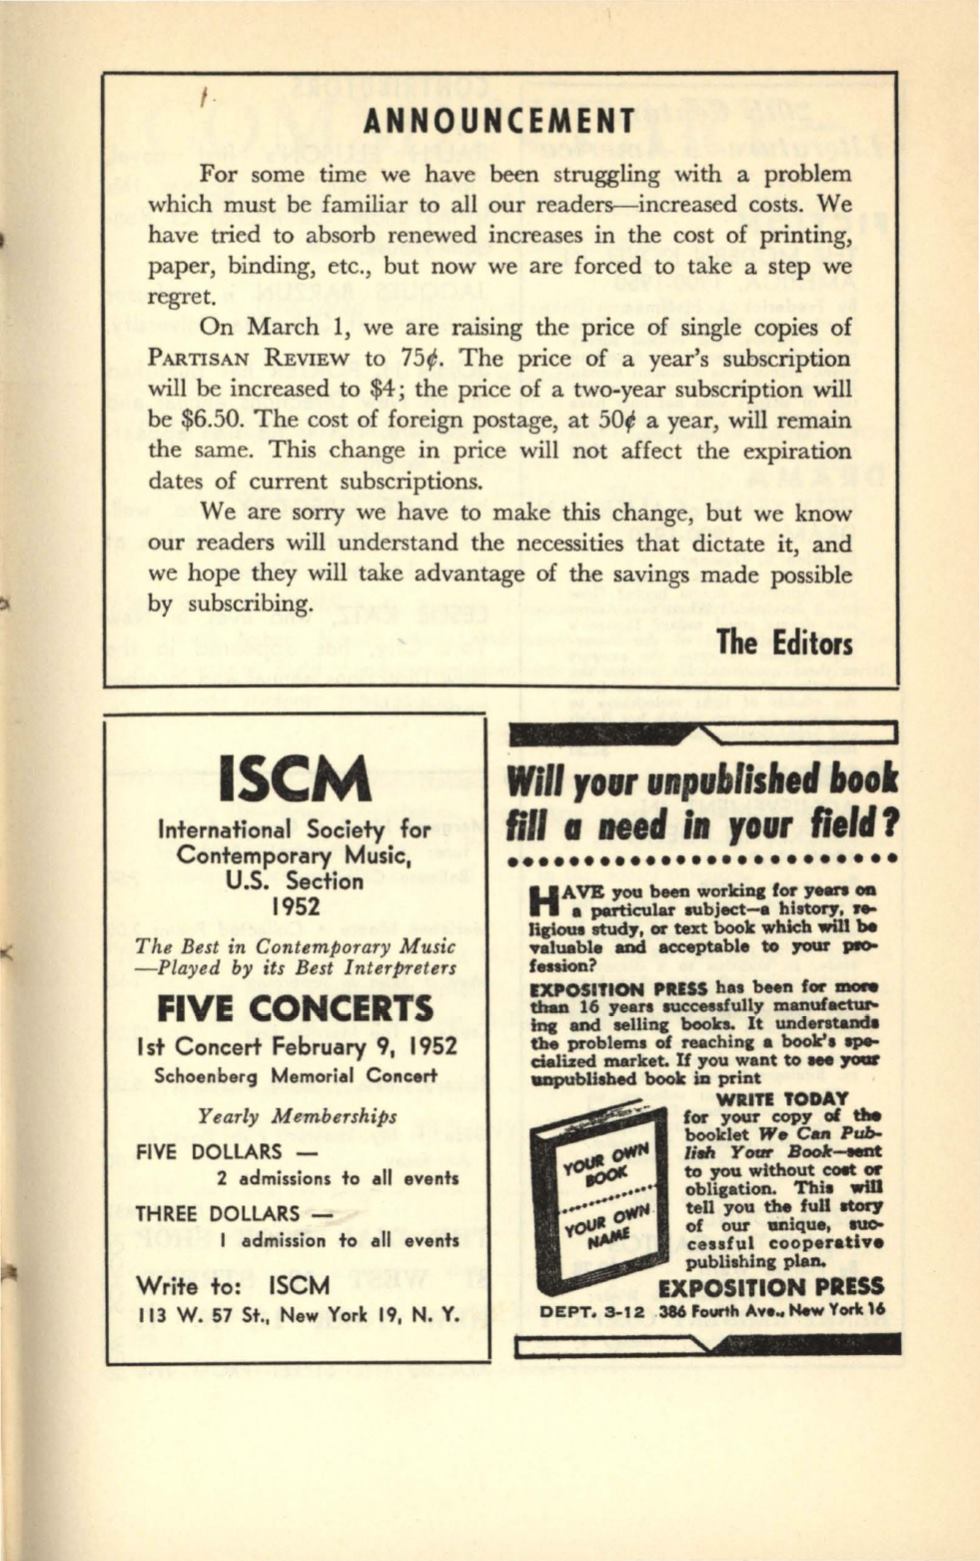 ANNOUNCEMENT
For some time we have been struggling with a problem
which must be familiar to all our readers—increased costs. We
have tried to absorb renewed increases in the cost of printing,
paper, binding, etc., but now we are forced to take a step we
regret.
On March 1, we are raising the price of single copies of
PARTISAN REVIEW to 75¢. The price of a year's subscription
will be increased to $4; the price of a two-year subscription will
be $6.50. The cost of foreign postage, at 50¢ a year, will remain
the same. This change in price will not affect the expiration
dates of current subscriptions.
We are sorry we have to make this change, but we know
our readers will understand the necessities that dictate it, and
we hope they will take advantage of the savings made possible
by subscribing.
The Editors
ISCM
International Society for
Contemporary Music,
U.S. Section
1952
The Best in Contemporary Music
—Played by its Best Interpreters
FIVE CONCERTS
1st Concert February 9, 1952
Schoenberg Memorial Concert
Yearly Memberships
FIVE DOLLARS —
2 admissions to all events
THREE DOLLARS —
1 admission to all events
Write to: ISCM
113 W. 57 St., New York 19, N. Y.
Will your unpublished book
fill a need in your field?
HAVE you been working for years on
a particular subject—a history, re-
ligious study, or text book which will be
valuable and acceptable to your pro-
fession?
EXPOSITION PRESS has been for more
than 16 years successfully manufactur-
ing and selling books. It understands
the problems of reaching a book's spe-
cialized market. If you want to see your
unpublished book in print
WRITE TODAY
for your copy of the
booklet We Can Pub-
lish Your Book—sent
to you without cost or
obligation. This will
tell you the full story
of our unique, suc-
cessful cooperative
publishing plan.
YOUR OWN
BOOK
YOUR OWN
NAME
EXPOSITION PRESS
DEPT. 3-12 386 Fourth Ave., New York 16